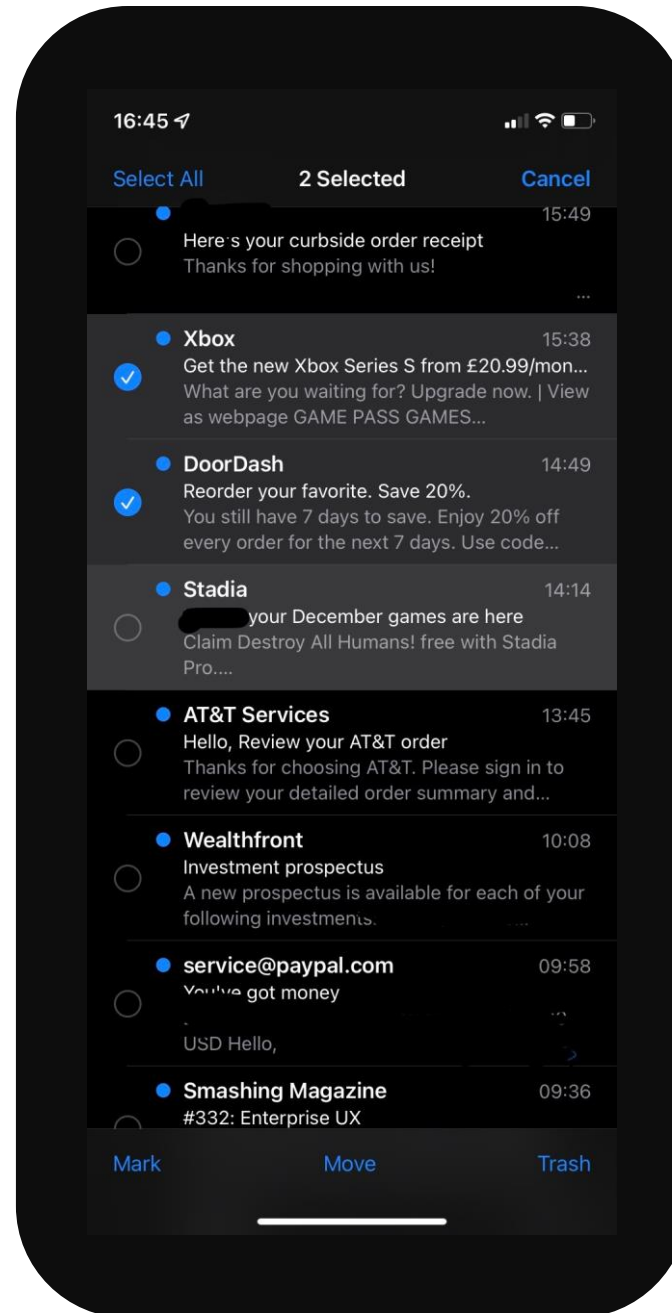 16:45
Select All 2 Selected Cancel
15:49
Here's your curbside order receipt
Thanks for shopping with us!
...
Xbox 15:38
Get the new Xbox Series S from £20.99/mon...
What are you waiting for? Upgrade now. | View
as webpage GAME PASS GAMES...
DoorDash 14:49
Reorder your favorite. Save 20%.
You still have 7 days to save. Enjoy 20% off
every order for the next 7 days. Use code...
Stadia 14:14
your December games are here
Claim Destroy All Humans! free with Stadia
Pro....
AT&T Services 13:45
Hello, Review your AT&T order
Thanks for choosing AT&T. Please sign in to
review your detailed order summary and...
Wealthfront 10:08
Investment prospectus
A new prospectus is available for each of your
following investments.
service@paypal.com 09:58
You've got money
USD Hello,
Smashing Magazine 09:36
#332: Enterprise UX
Mark Move Trash